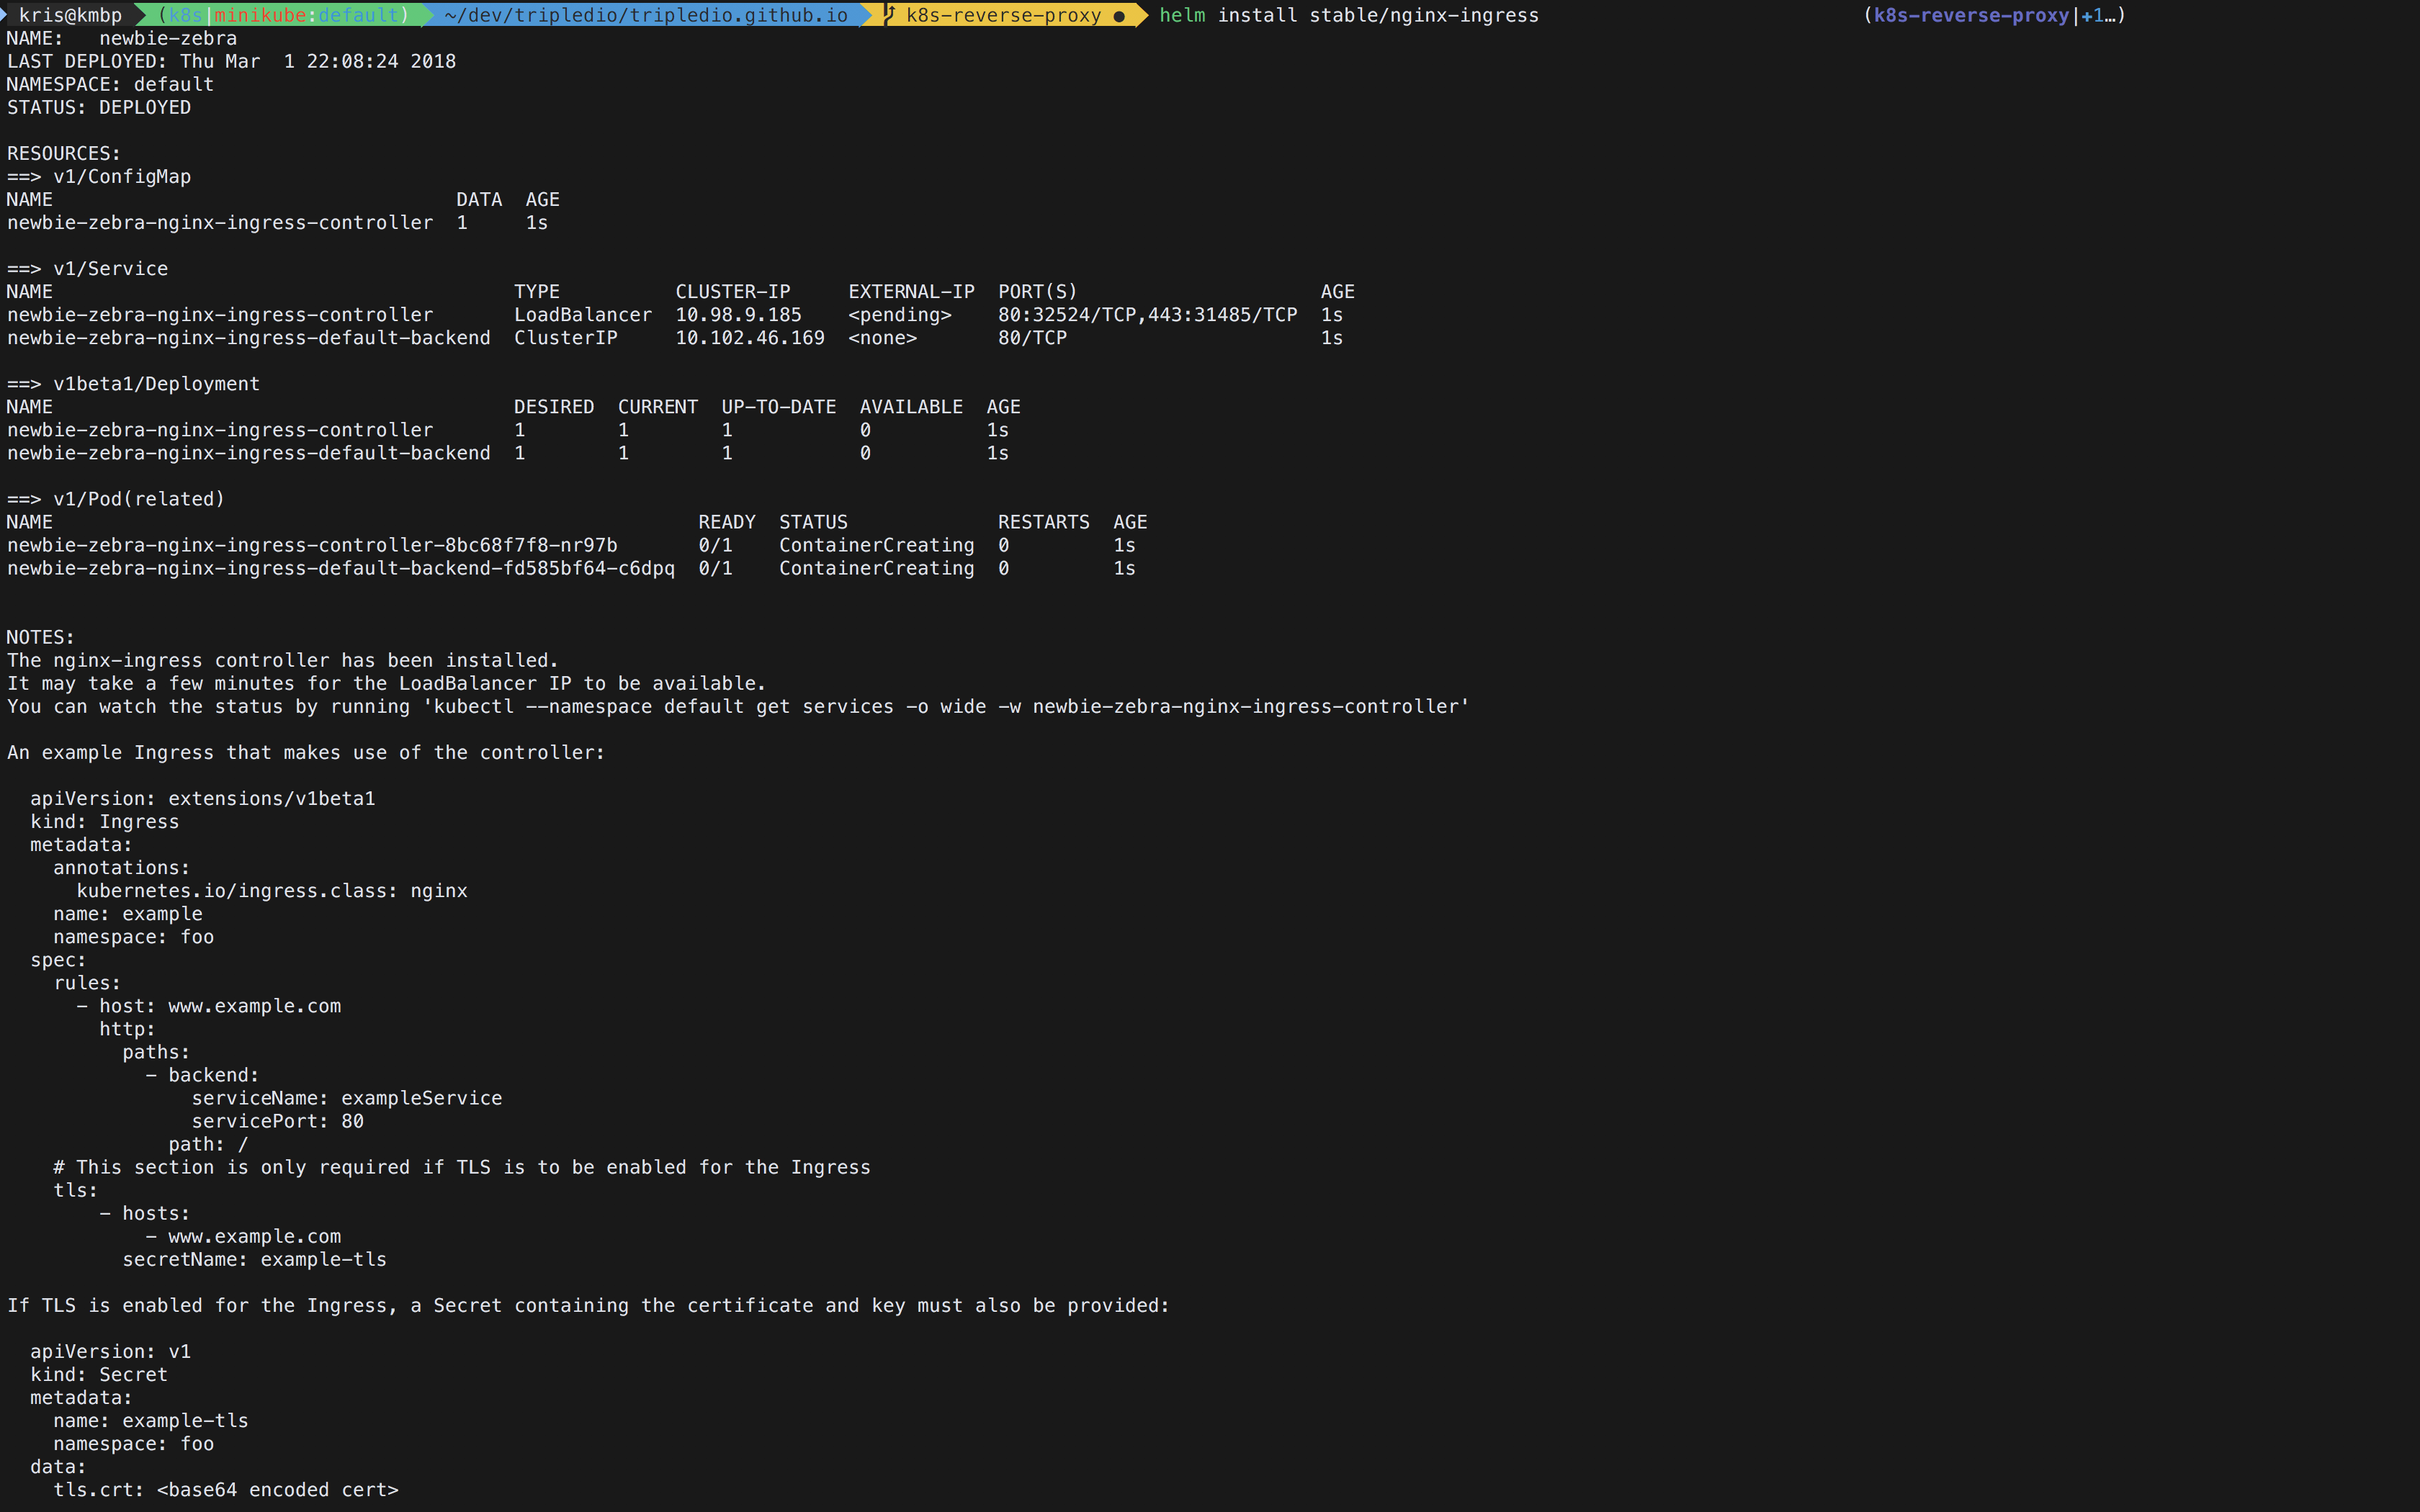 kris@kmbp (k8s|minikube:default) ~/dev/tripledio/tripledio.github.io k8s-reverse-proxy ● helm install stable/nginx-ingress (k8s-reverse-proxy|✚1…)
NAME:   newbie-zebra
LAST DEPLOYED: Thu Mar  1 22:08:24 2018
NAMESPACE: default
STATUS: DEPLOYED

RESOURCES:
==> v1/ConfigMap
NAME                                   DATA  AGE
newbie-zebra-nginx-ingress-controller  1     1s

==> v1/Service
NAME                                        TYPE          CLUSTER-IP     EXTERNAL-IP  PORT(S)                     AGE
newbie-zebra-nginx-ingress-controller       LoadBalancer  10.98.9.185    <pending>    80:32524/TCP,443:31485/TCP  1s
newbie-zebra-nginx-ingress-default-backend  ClusterIP     10.102.46.169  <none>       80/TCP                      1s

==> v1beta1/Deployment
NAME                                        DESIRED  CURRENT  UP-TO-DATE  AVAILABLE  AGE
newbie-zebra-nginx-ingress-controller       1        1        1           0          1s
newbie-zebra-nginx-ingress-default-backend  1        1        1           0          1s

==> v1/Pod(related)
NAME                                                        READY  STATUS             RESTARTS  AGE
newbie-zebra-nginx-ingress-controller-8bc68f7f8-nr97b       0/1    ContainerCreating  0         1s
newbie-zebra-nginx-ingress-default-backend-fd585bf64-c6dpq  0/1    ContainerCreating  0         1s


NOTES:
The nginx-ingress controller has been installed.
It may take a few minutes for the LoadBalancer IP to be available.
You can watch the status by running 'kubectl --namespace default get services -o wide -w newbie-zebra-nginx-ingress-controller'

An example Ingress that makes use of the controller:

  apiVersion: extensions/v1beta1
  kind: Ingress
  metadata:
    annotations:
      kubernetes.io/ingress.class: nginx
    name: example
    namespace: foo
  spec:
    rules:
      - host: www.example.com
        http:
          paths:
            - backend:
                serviceName: exampleService
                servicePort: 80
              path: /
    # This section is only required if TLS is to be enabled for the Ingress
    tls:
        - hosts:
            - www.example.com
          secretName: example-tls

If TLS is enabled for the Ingress, a Secret containing the certificate and key must also be provided:

  apiVersion: v1
  kind: Secret
  metadata:
    name: example-tls
    namespace: foo
  data:
    tls.crt: <base64 encoded cert>